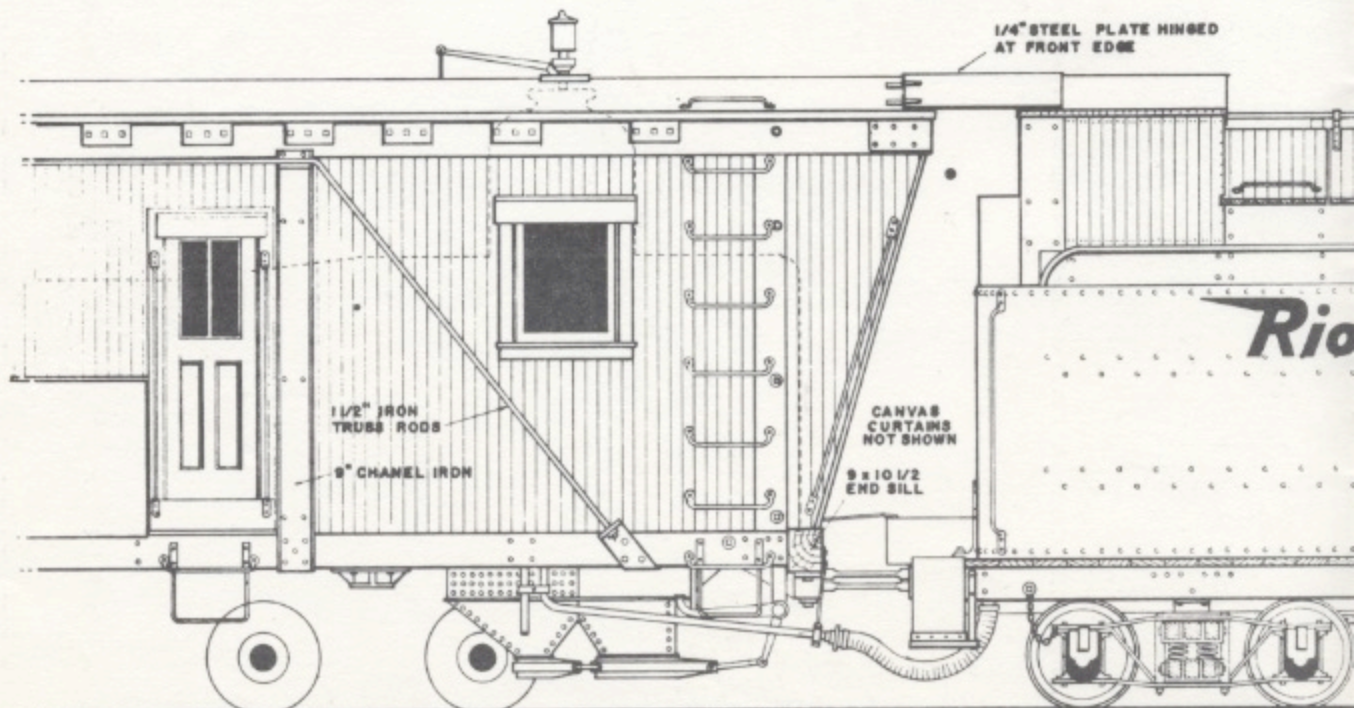 1/4" STEEL PLATE HINGED
AT FRONT EDGE
Rio
1 1/2" IRON
TRUSS RODS
9" CHANEL IRON
CANVAS
CURTAINS
NOT SHOWN
9 x 10 1/2
END SILL